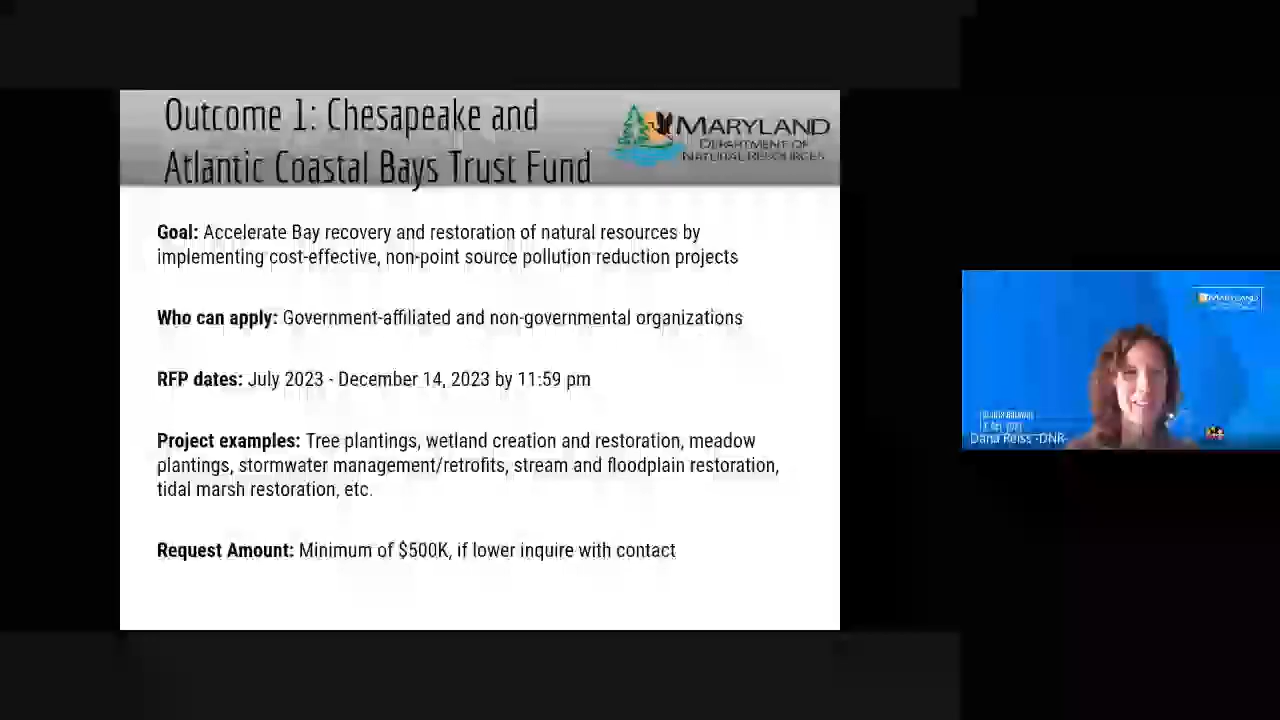 Outcome 1: Chesapeake and
Atlantic Coastal Bays Trust Fund
MARYLAND
DEPARTMENT OF
NATURAL RESOURCES
Goal: Accelerate Bay recovery and restoration of natural resources by
implementing cost-effective, non-point source pollution reduction projects
Who can apply: Government-affiliated and non-governmental organizations
RFP dates: July 2023 - December 14, 2023 by 11:59 pm
Project examples: Tree plantings, wetland creation and restoration, meadow
plantings, stormwater management/retrofits, stream and floodplain restoration,
tidal marsh restoration, etc.
Request Amount: Minimum of $500K, if lower inquire with contact
MARYLAND
Dana Reiss -DNR-